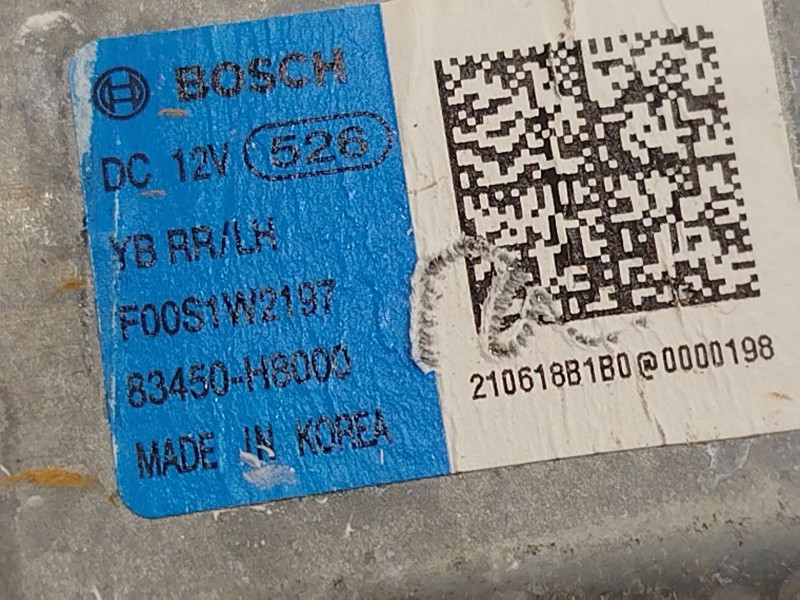 BOSCH
DC 12V 526
YB RR/LH
F00S1W2197
83450-H8000
MADE IN KOREA
210618B1B0@0000198